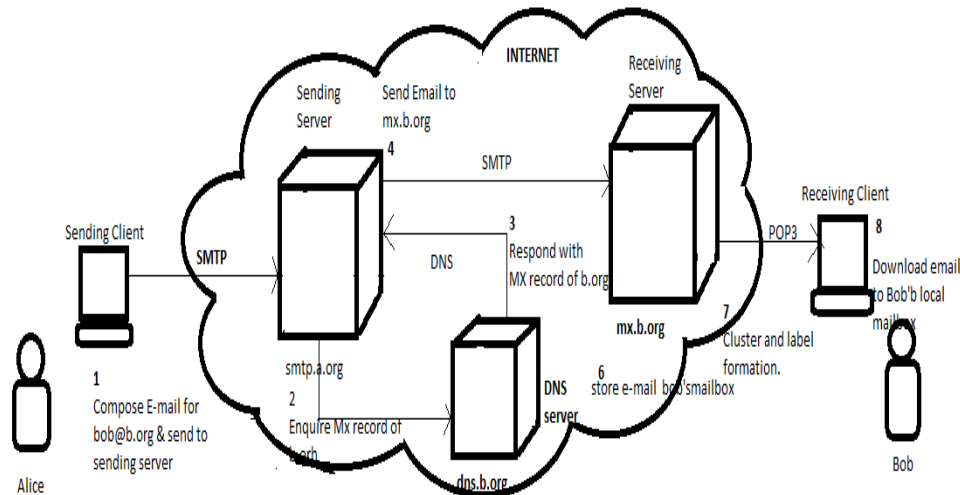 INTERNET
Sending
Server
Send Email to
mx.b.org
4
Receiving
Server
SMTP
Sending Client
SMTP
3
Respond with
MX record of b.org
DNS
Receiving Client
POP3
8
Download email
to Bob'b local
mailbox
mx.b.org
7
Cluster and label
formation.
smtp.a.org
1
Compose E-mail for
bob@b.org & send to
sending server
2
Enquire Mx record of
b.orh
DNS
server
6
store e-mail bob'smailbox
dns.b.org
Alice
Bob